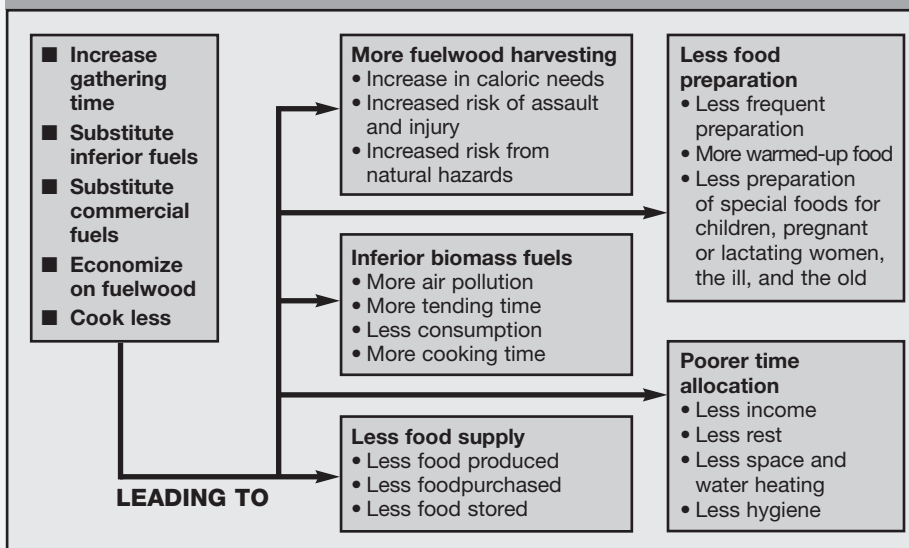 ■ Increase
gathering
time
■ Substitute
inferior fuels
■ Substitute
commercial
fuels
■ Economize
on fuelwood
■ Cook less
LEADING TO
More fuelwood harvesting
• Increase in caloric needs
• Increased risk of assault
and injury
• Increased risk from
natural hazards
Inferior biomass fuels
• More air pollution
• More tending time
• Less consumption
• More cooking time
Less food supply
• Less food produced
• Less foodpurchased
• Less food stored
Less food
preparation
• Less frequent
preparation
• More warmed-up food
• Less preparation
of special foods for
children, pregnant
or lactating women,
the ill, and the old
Poorer time
allocation
• Less income
• Less rest
• Less space and
water heating
• Less hygiene